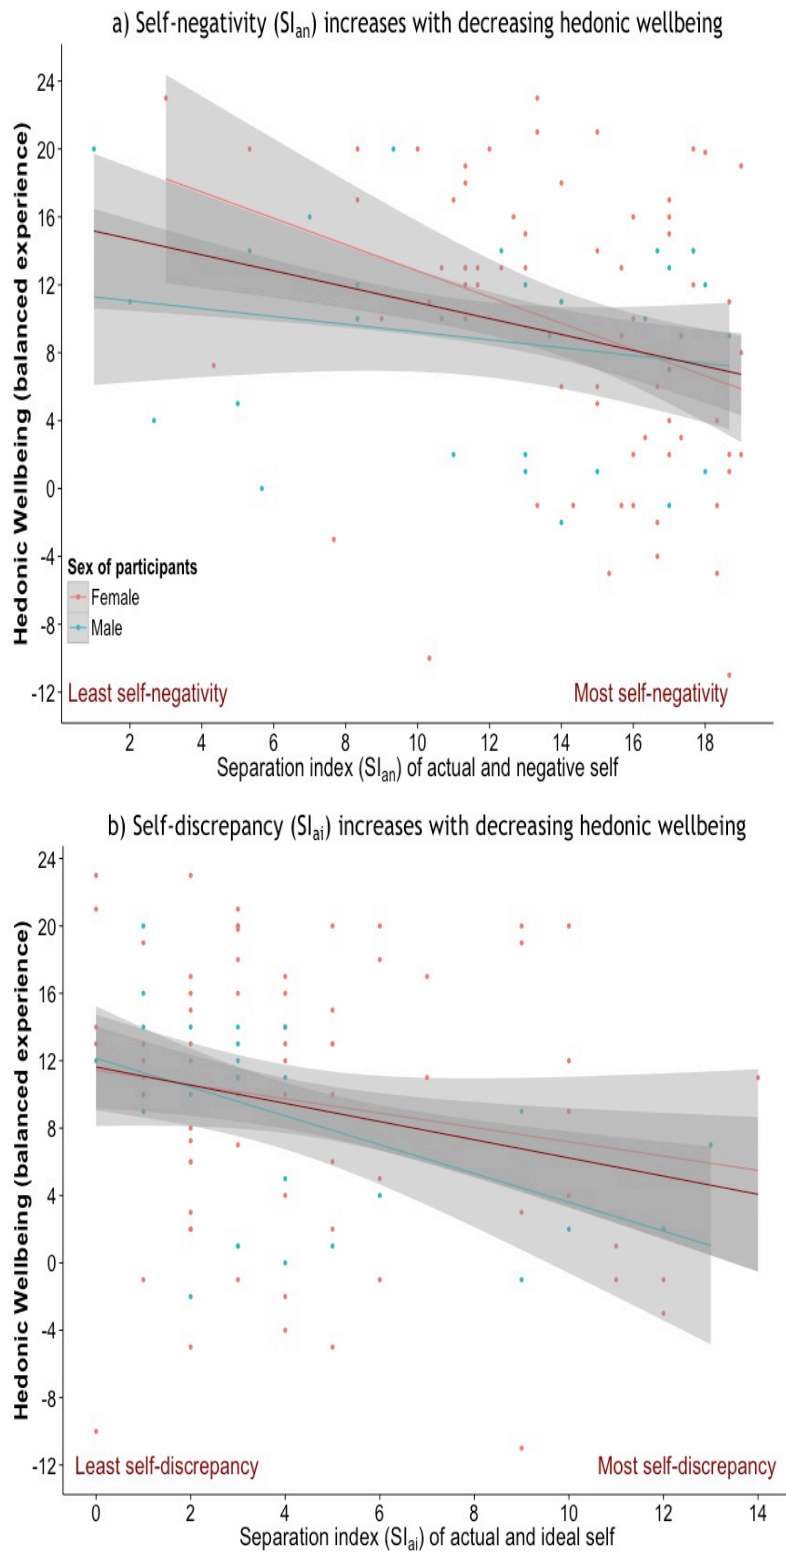 a) Self-negativity (SIan) increases with decreasing hedonic wellbeing
Hedonic Wellbeing (balanced experience)
24
20
16
12
8
4
0
-4
-8
-12
Sex of participants
Female
Male
Least self-negativity
Most self-negativity
2 4 6 8 10 12 14 16 18
Separation index (SIan) of actual and negative self
b) Self-discrepancy (SIai) increases with decreasing hedonic wellbeing
Hedonic Wellbeing (balanced experience)
24
20
16
12
8
4
0
-4
-8
-12
Least self-discrepancy
Most self-discrepancy
0 2 4 6 8 10 12 14
Separation index (SIai) of actual and ideal self